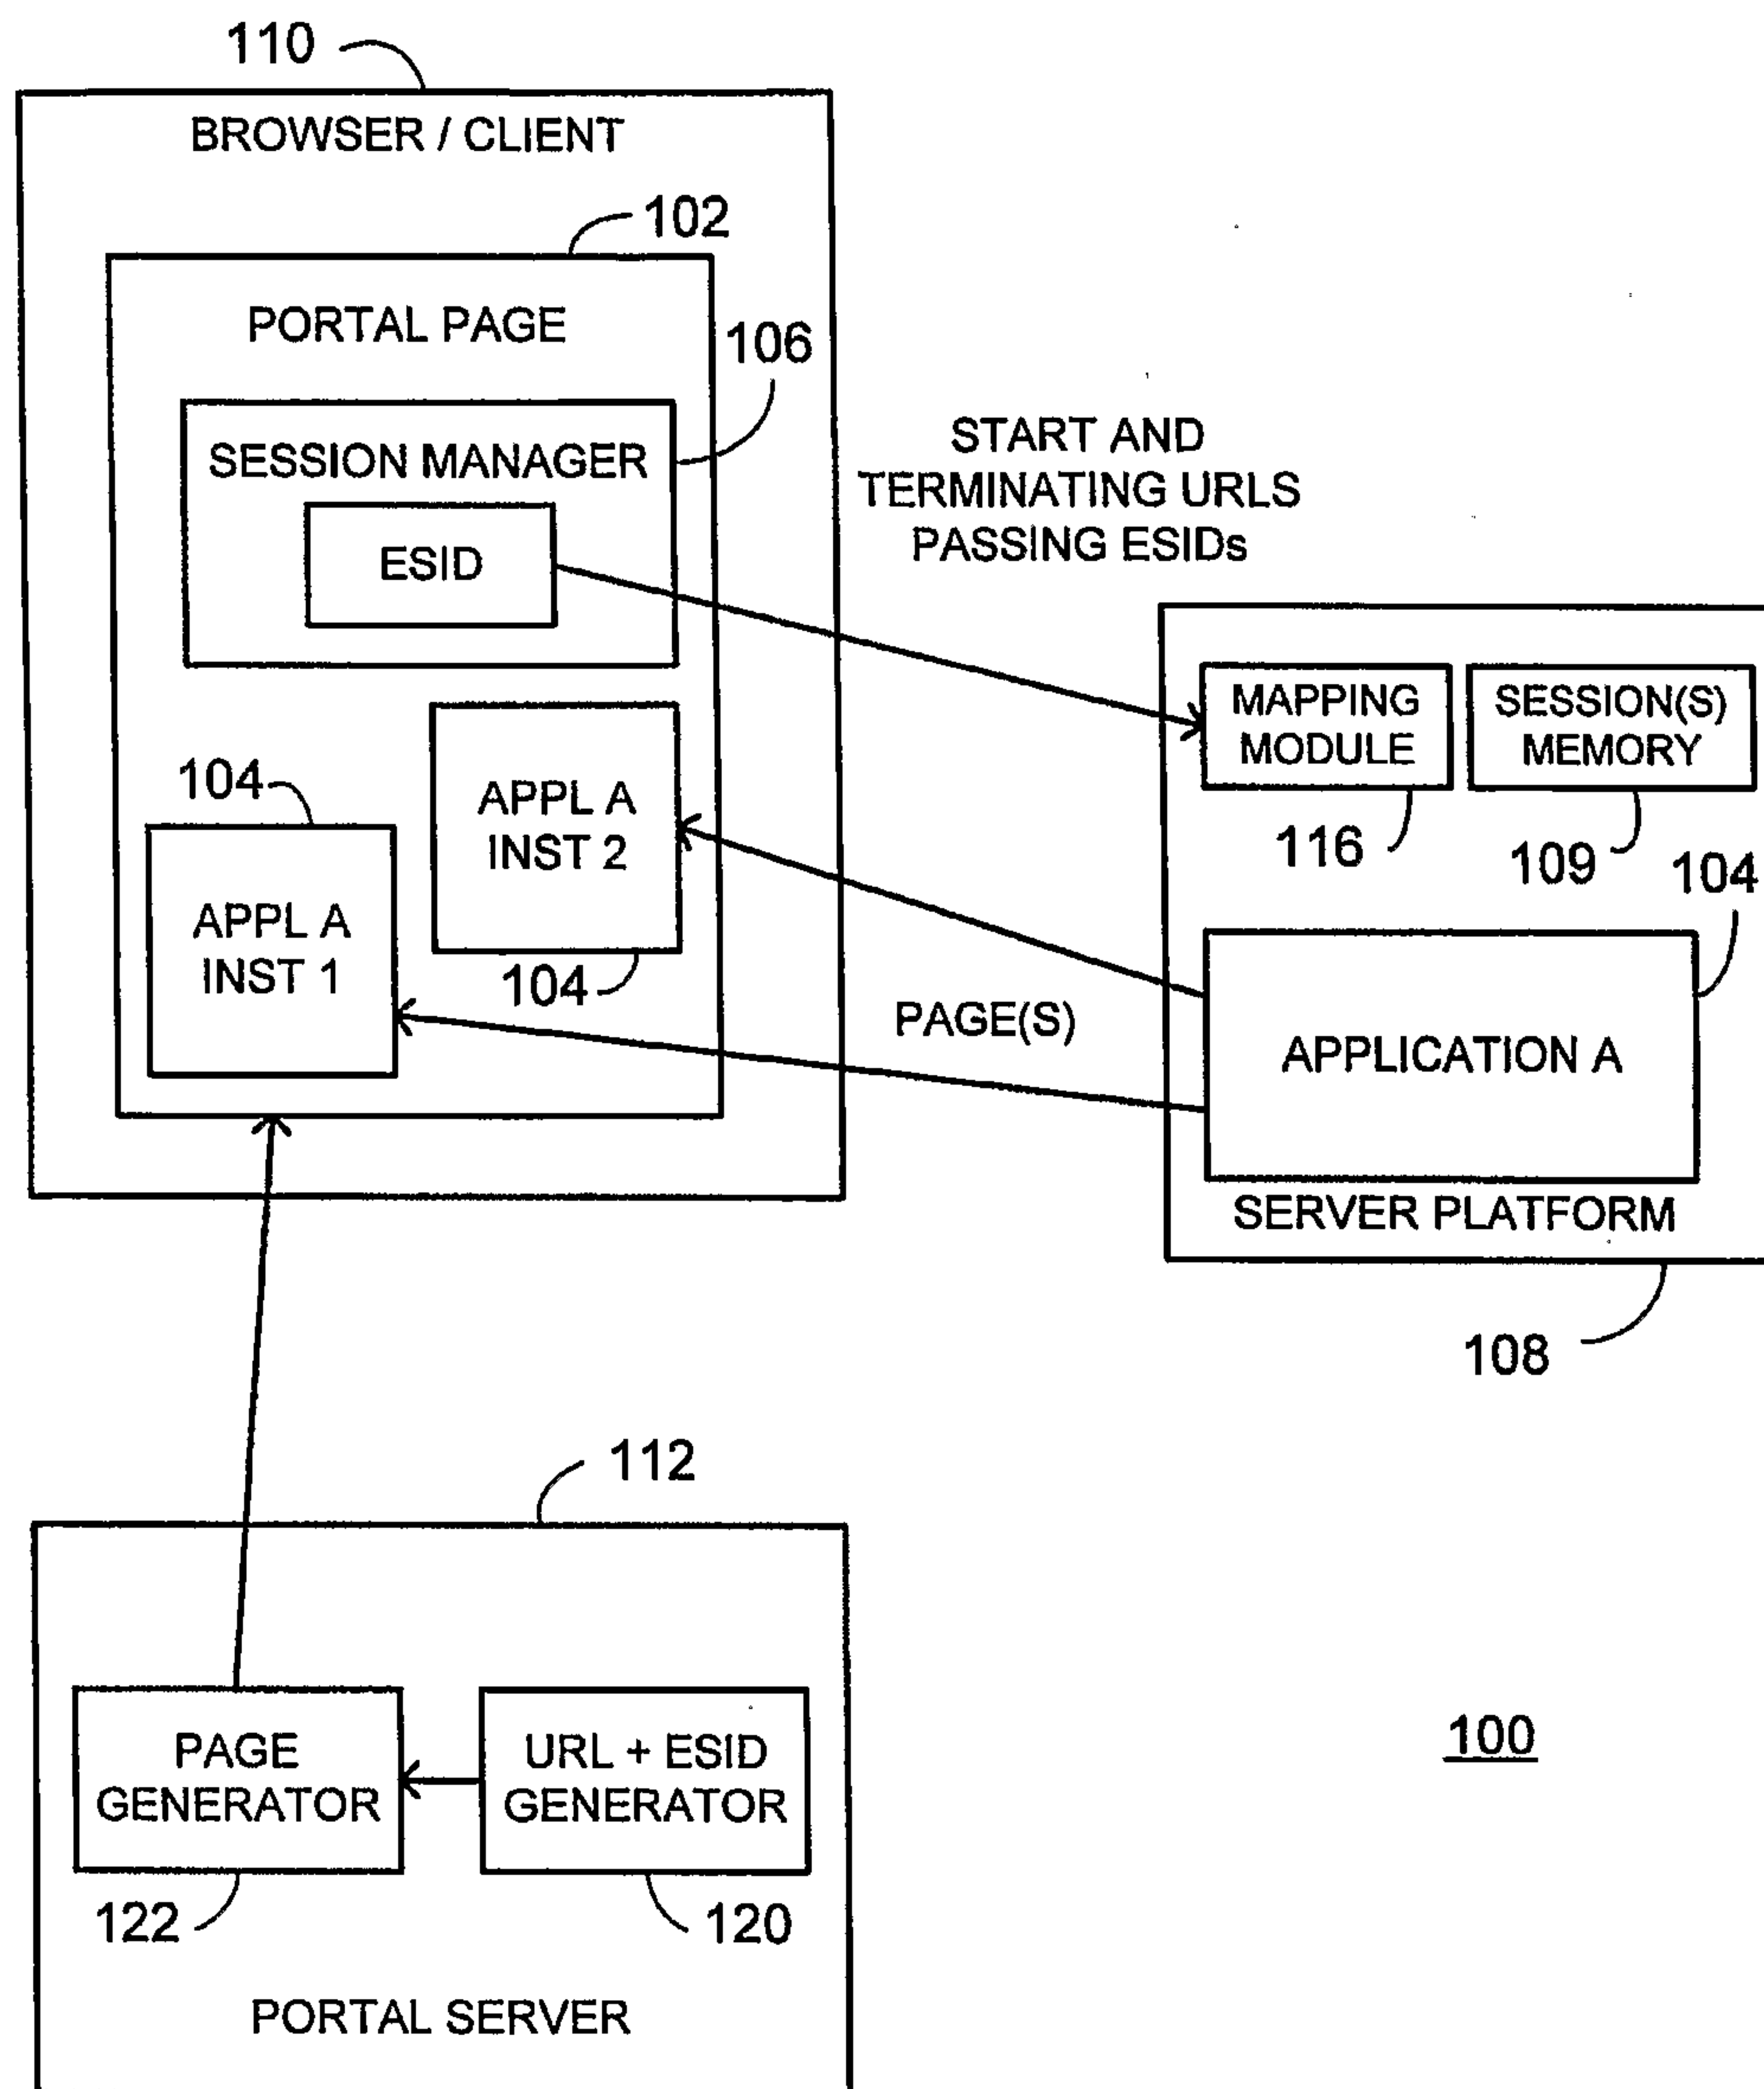 110
BROWSER / CLIENT
102
PORTAL PAGE
106
SESSION MANAGER
ESID
START AND
TERMINATING URLS
PASSING ESIDs
MAPPING
MODULE
SESSION(S)
MEMORY
116
109
104
104
APPL A
INST 2
APPL A
INST 1
104
PAGE(S)
APPLICATION A
SERVER PLATFORM
108
112
PAGE
GENERATOR
URL + ESID
GENERATOR
100
122
120
PORTAL SERVER